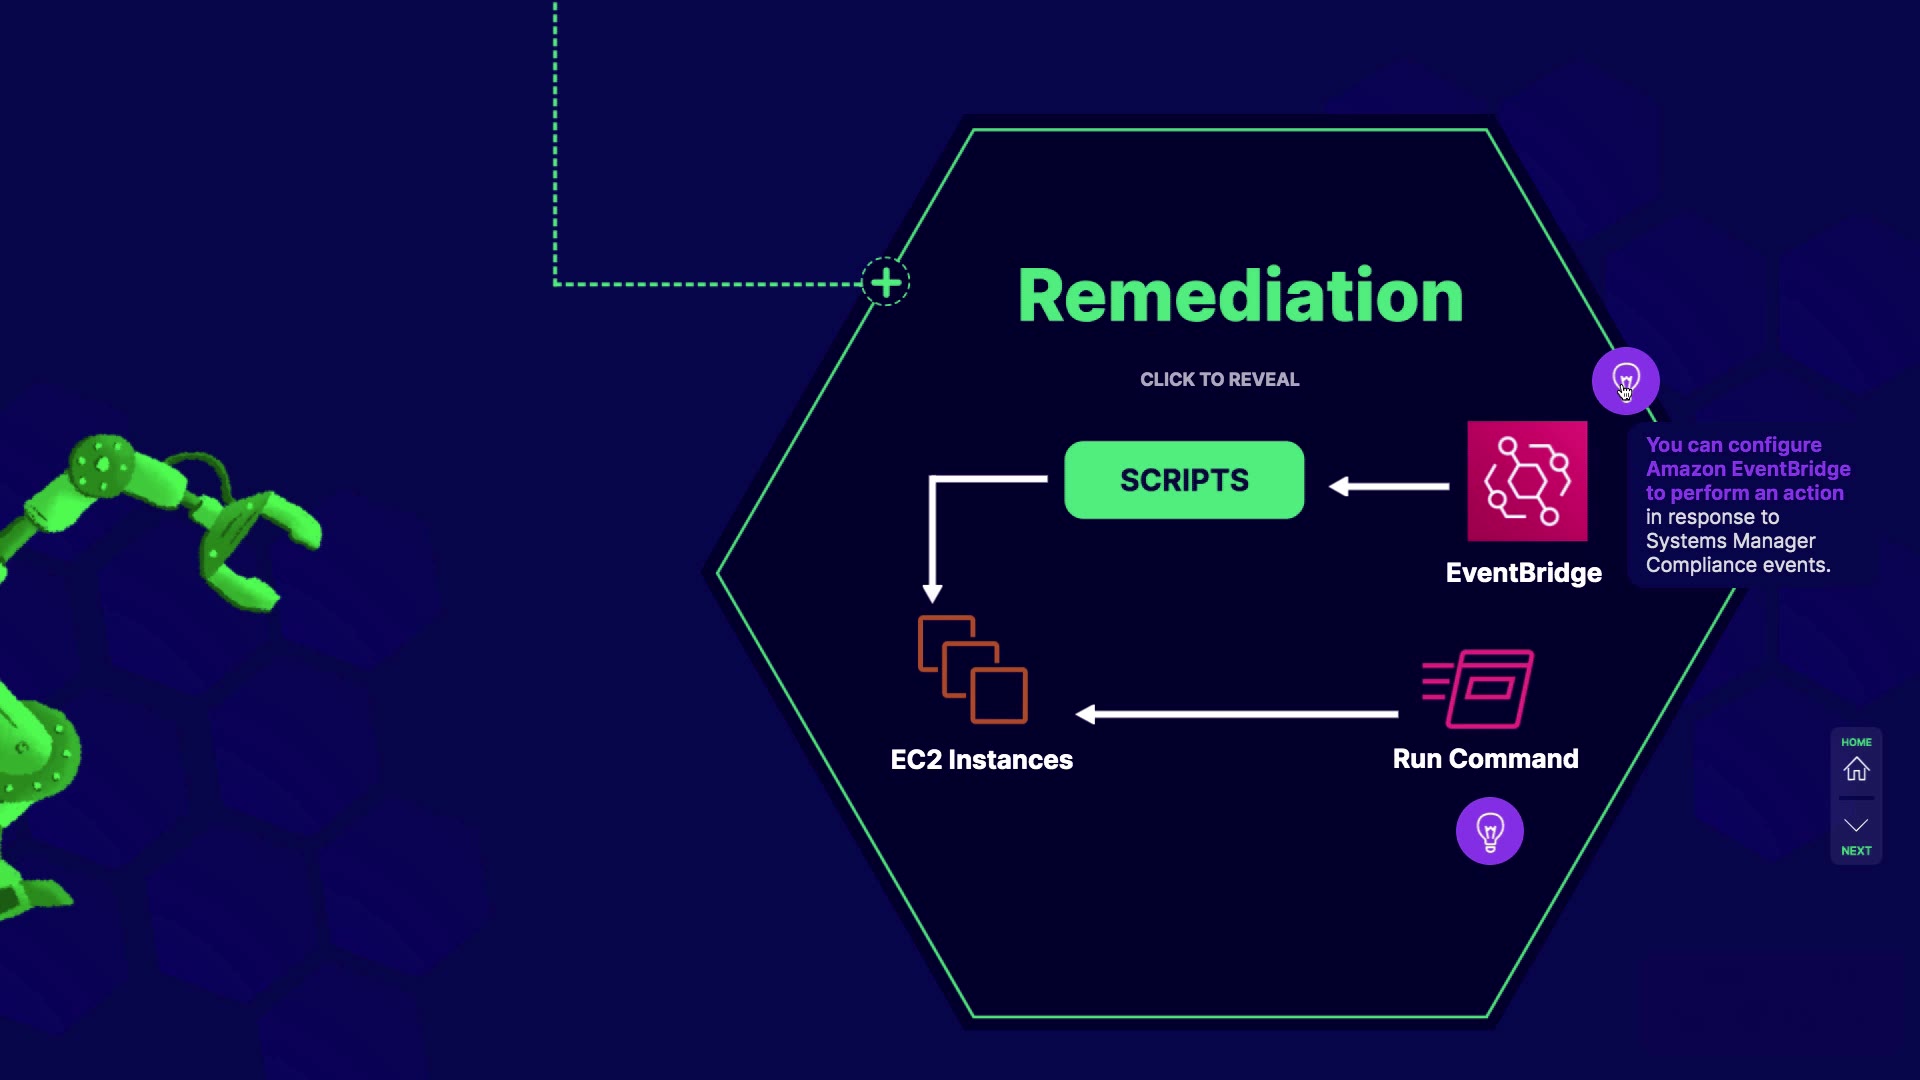 Remediation
CLICK TO REVEAL
SCRIPTS
EventBridge
You can configure
Amazon EventBridge
to perform an action
in response to
Systems Manager
Compliance events.
EC2 Instances
Run Command
HOME
NEXT